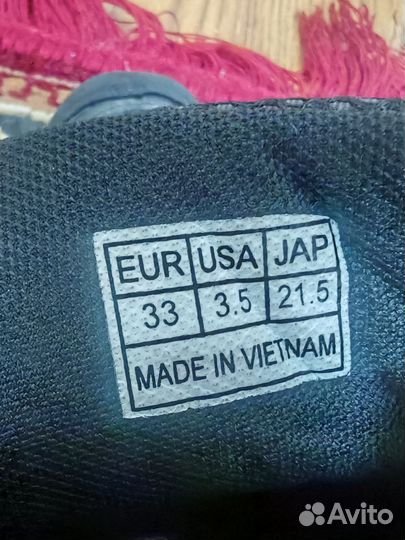 EUR USA JAP
33 3.5 21.5
MADE IN VIETNAM
Avito